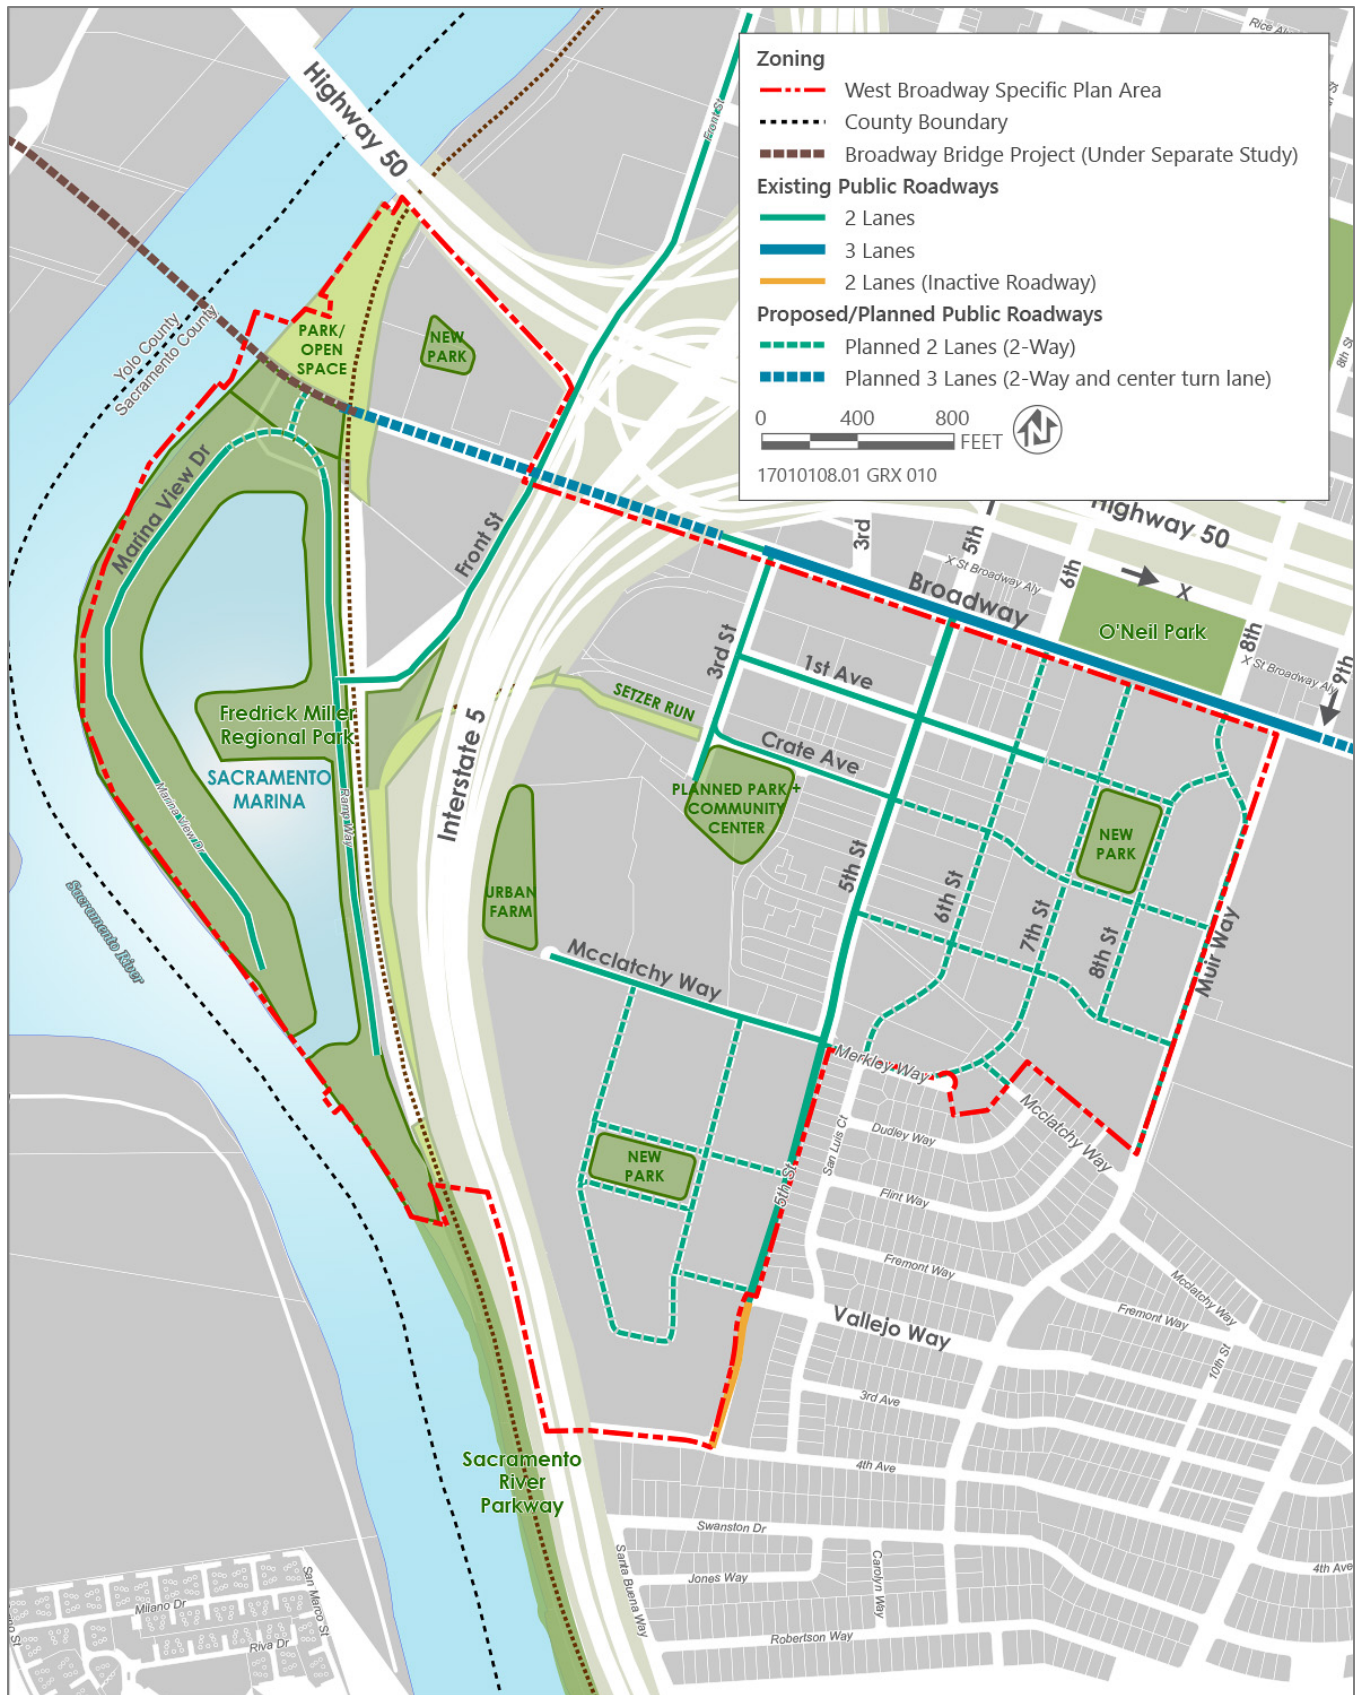 Rice Aly
Zoning
West Broadway Specific Plan Area
County Boundary
Broadway Bridge Project (Under Separate Study)
Existing Public Roadways
2 Lanes
3 Lanes
2 Lanes (Inactive Roadway)
Proposed/Planned Public Roadways
Planned 2 Lanes (2-Way)
Planned 3 Lanes (2-Way and center turn lane)
0 400 800
FEET
N
17010108.01 GRX 010
Highway 50
Front St
8th St
Yolo County
Sacramento County
PARK/
OPEN
SPACE
NEW
PARK
Marina View Dr
Front St
3rd
5th
Highway 50
X St Broadway Aly
6th
X
Broadway
O'Neil Park
8th
X St Broadway Aly
9th
3rd St
1st Ave
SETZER RUN
Fredrick Miller
Regional Park
Interstate 5
Crate Ave
SACRAMENTO
MARINA
Marina View Dr
Ramp Way
PLANNED PARK +
COMMUNITY
CENTER
NEW
PARK
5th St
URBAN
FARM
6th St
7th St
8th St
Muir Way
Sacramento River
Mcclatchy Way
Merkley Way
Mcclatchy Way
Dudley Way
San Luis Ct
NEW
PARK
5th St
Flint Way
Fremont Way
Mcclatchy Way
Fremont Way
Vallejo Way
10th St
3rd Ave
Sacramento
River
Parkway
4th Ave
Swanston Dr
4th Ave
Santa Buena Way
Jones Way
Carolyn Way
San Marco St
Milano Dr
Riva Dr
Robertson Way